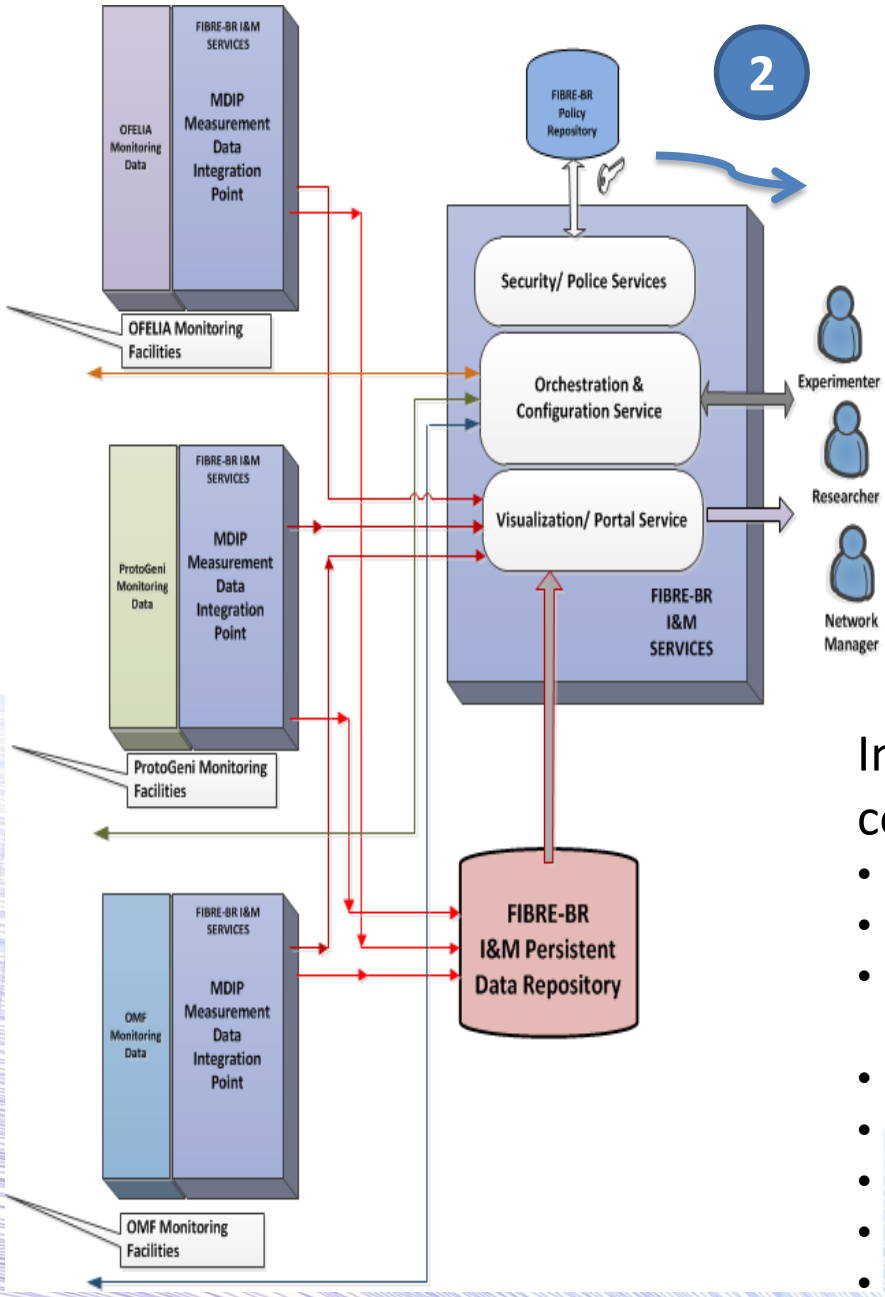 FIBRE-BR I&M
SERVICES
MDIP
Measurement
Data
Integration
Point
OFELIA
Monitoring
Data
OFELIA Monitoring
Facilities
FIBRE-BR
Policy
Repository
2
Security/ Police Services
Orchestration &
Configuration Service
Visualization/ Portal Service
FIBRE-BR
I&M
SERVICES
Experimenter
Researcher
Network
Manager
FIBRE-BR I&M
SERVICES
MDIP
Measurement
Data
Integration
Point
ProtoGeni
Monitoring
Data
ProtoGeni Monitoring
Facilities
FIBRE-BR I&M
SERVICES
MDIP
Measurement
Data
Integration
Point
OMF
Monitoring
Data
OMF Monitoring
Facilities
FIBRE-BR
I&M Persistent
Data Repository